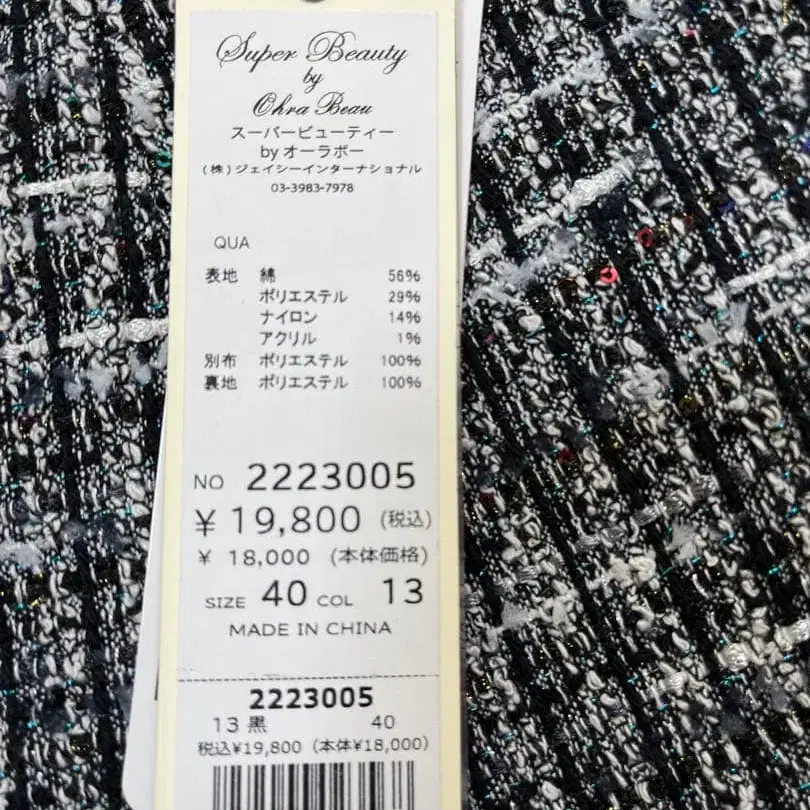 Super Beauty
by
Ohra Beau
スーパービューティー
by オーラボー
(株)ジェイシーインターナショナル
03-3983-7978
QUA
表地 綿 56%
ポリエステル 29%
ナイロン 14%
アクリル 1%
別布 ポリエステル 100%
裏地 ポリエステル 100%
NO 2223005
¥ 19,800 (税込)
¥ 18,000 (本体価格)
SIZE 40 COL 13
MADE IN CHINA
2223005
13 黒 40
税込¥19,800 (本体¥18,000)